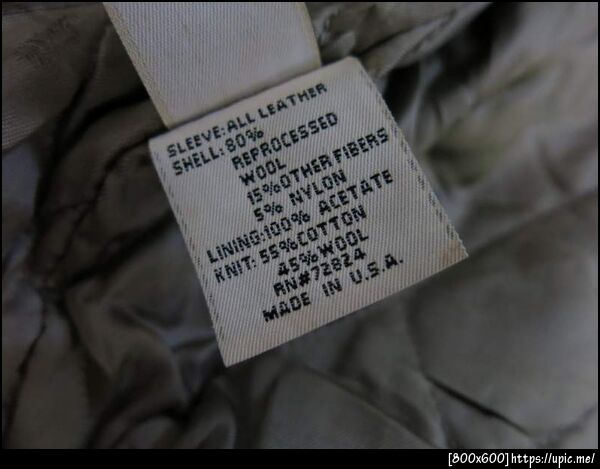 SLEEVE:ALL LEATHER
SHELL: 80%
REPROCESSED
WOOL
15% OTHER FIBERS
5% NYLON
LINING:100% ACETATE
KNIT: 55% COTTON
45% WOOL
RN#72824
MADE IN U.S.A.
[800x600]https://upic.me/